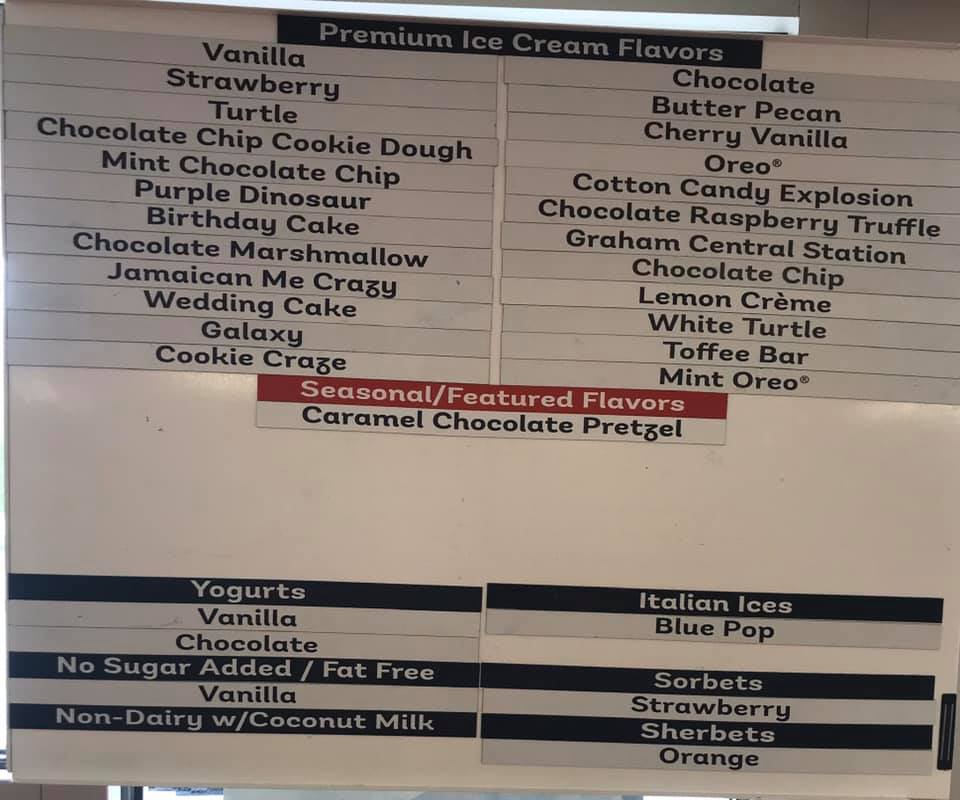 Premium Ice Cream Flavors
Vanilla
Strawberry
Turtle
Chocolate Chip Cookie Dough
Mint Chocolate Chip
Purple Dinosaur
Birthday Cake
Chocolate Marshmallow
Jamaican Me Crazy
Wedding Cake
Galaxy
Cookie Craze
Chocolate
Butter Pecan
Cherry Vanilla
Oreo®
Cotton Candy Explosion
Chocolate Raspberry Truffle
Graham Central Station
Chocolate Chip
Lemon Crème
White Turtle
Toffee Bar
Mint Oreo®
Seasonal/Featured Flavors
Caramel Chocolate Pretzel
Yogurts
Vanilla
Chocolate
No Sugar Added / Fat Free
Vanilla
Non-Dairy w/Coconut Milk
Italian Ices
Blue Pop
Sorbets
Strawberry
Sherbets
Orange